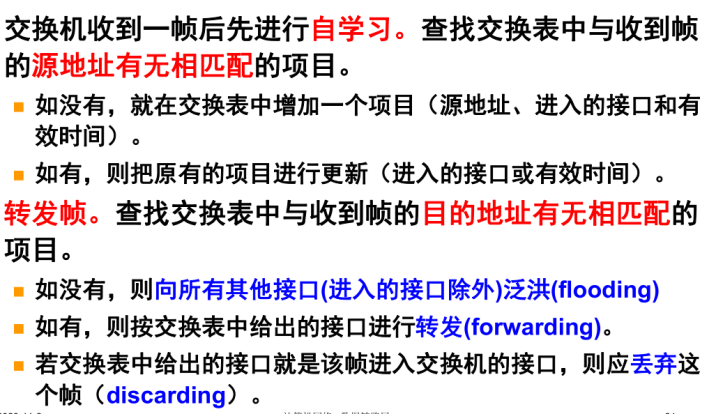 交换机收到一帧后先进行自学习。查找交换表中与收到帧
的源地址有无相匹配的项目。
如没有，就在交换表中增加一个项目（源地址、进入的接口和有
效时间）。
如有，则把原有的项目进行更新（进入的接口或有效时间）。
转发帧。查找交换表中与收到帧的目的地址有无相匹配的
项目。
如没有，则向所有其他接口(进入的接口除外)泛洪(flooding)
如有，则按交换表中给出的接口进行转发(forwarding)。
若交换表中给出的接口就是该帧进入交换机的接口，则应丢弃这
个帧（discarding）。